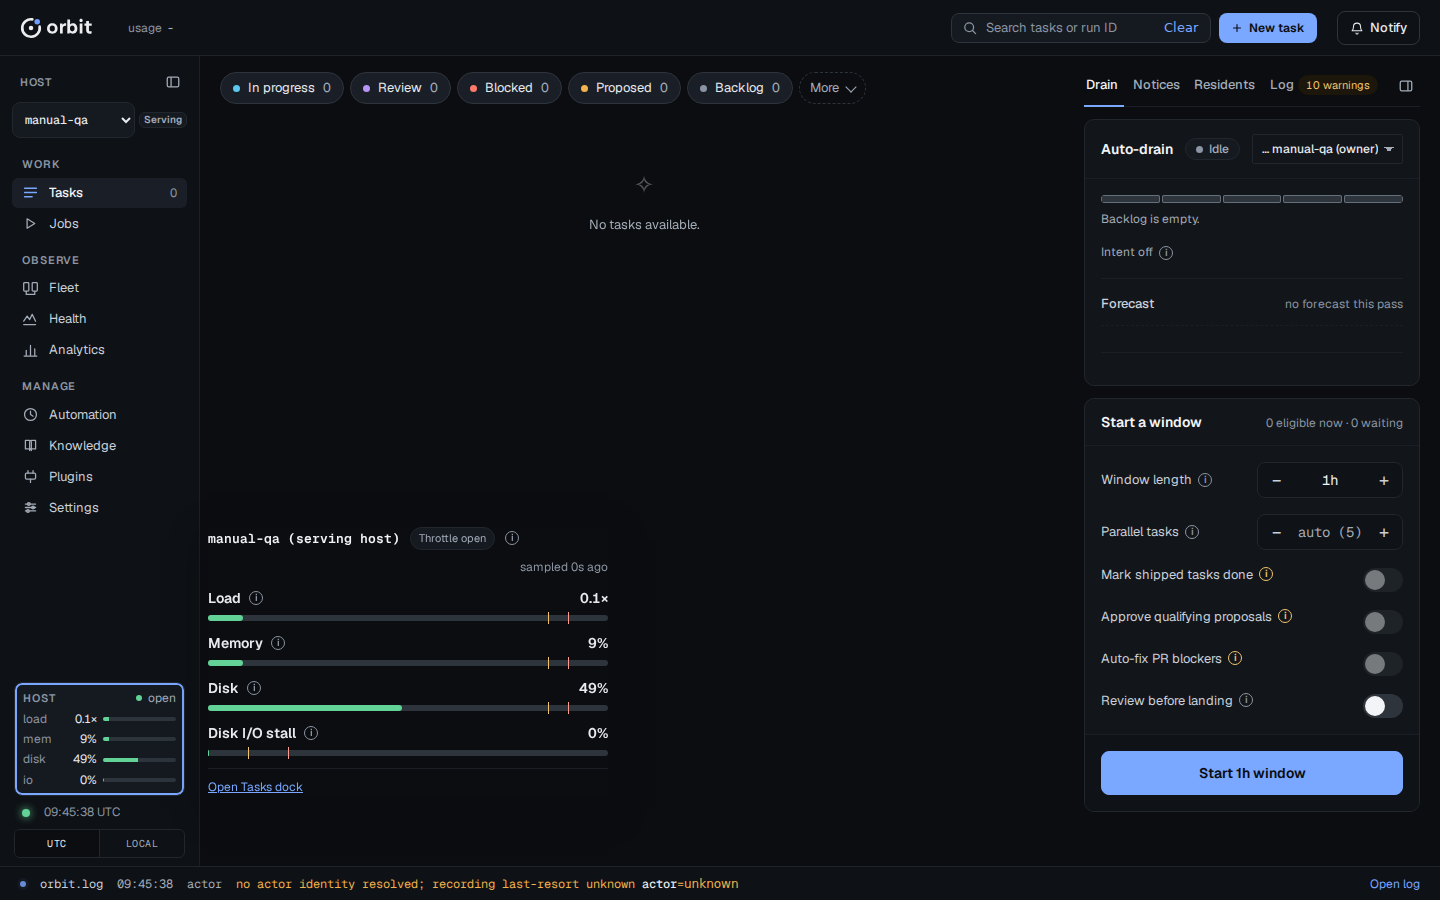 orbit
usage -
Search tasks or run ID
Clear
+ New task
Notify
HOST
manual-qa
Serving
WORK
Tasks 0
Jobs
OBSERVE
Fleet
Health
Analytics
MANAGE
Automation
Knowledge
Plugins
Settings
HOST open
load 0.1×
mem 9%
disk 49%
io 0%
09:45:38 UTC
UTC LOCAL
In progress 0
Review 0
Blocked 0
Proposed 0
Backlog 0
More
No tasks available.
manual-qa (serving host) Throttle open
sampled 0s ago
Load 0.1×
Memory 9%
Disk 49%
Disk I/O stall 0%
Open Tasks dock
Drain Notices Residents Log 10 warnings
Auto-drain Idle … manual-qa (owner)
Backlog is empty.
Intent off
Forecast no forecast this pass
Start a window 0 eligible now · 0 waiting
Window length − 1h +
Parallel tasks − auto (5) +
Mark shipped tasks done
Approve qualifying proposals
Auto-fix PR blockers
Review before landing
Start 1h window
orbit.log 09:45:38 actor no actor identity resolved; recording last-resort unknown actor=unknown
Open log